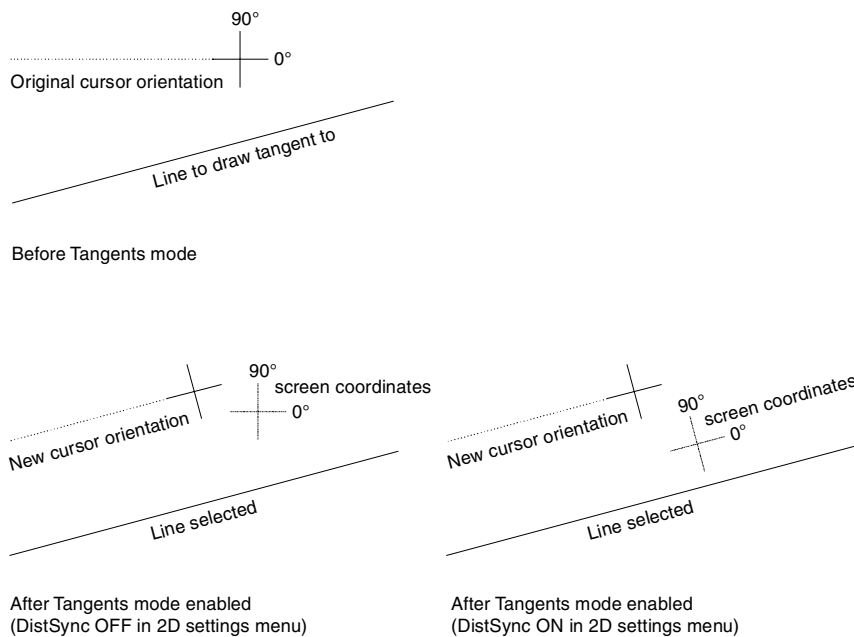 90°
0°
Original cursor orientation
Line to draw tangent to
Before Tangents mode
90°
screen coordinates
0°
New cursor orientation
Line selected
After Tangents mode enabled
(DistSync OFF in 2D settings menu)
90°
screen coordinates
0°
New cursor orientation
Line selected
After Tangents mode enabled
(DistSync ON in 2D settings menu)